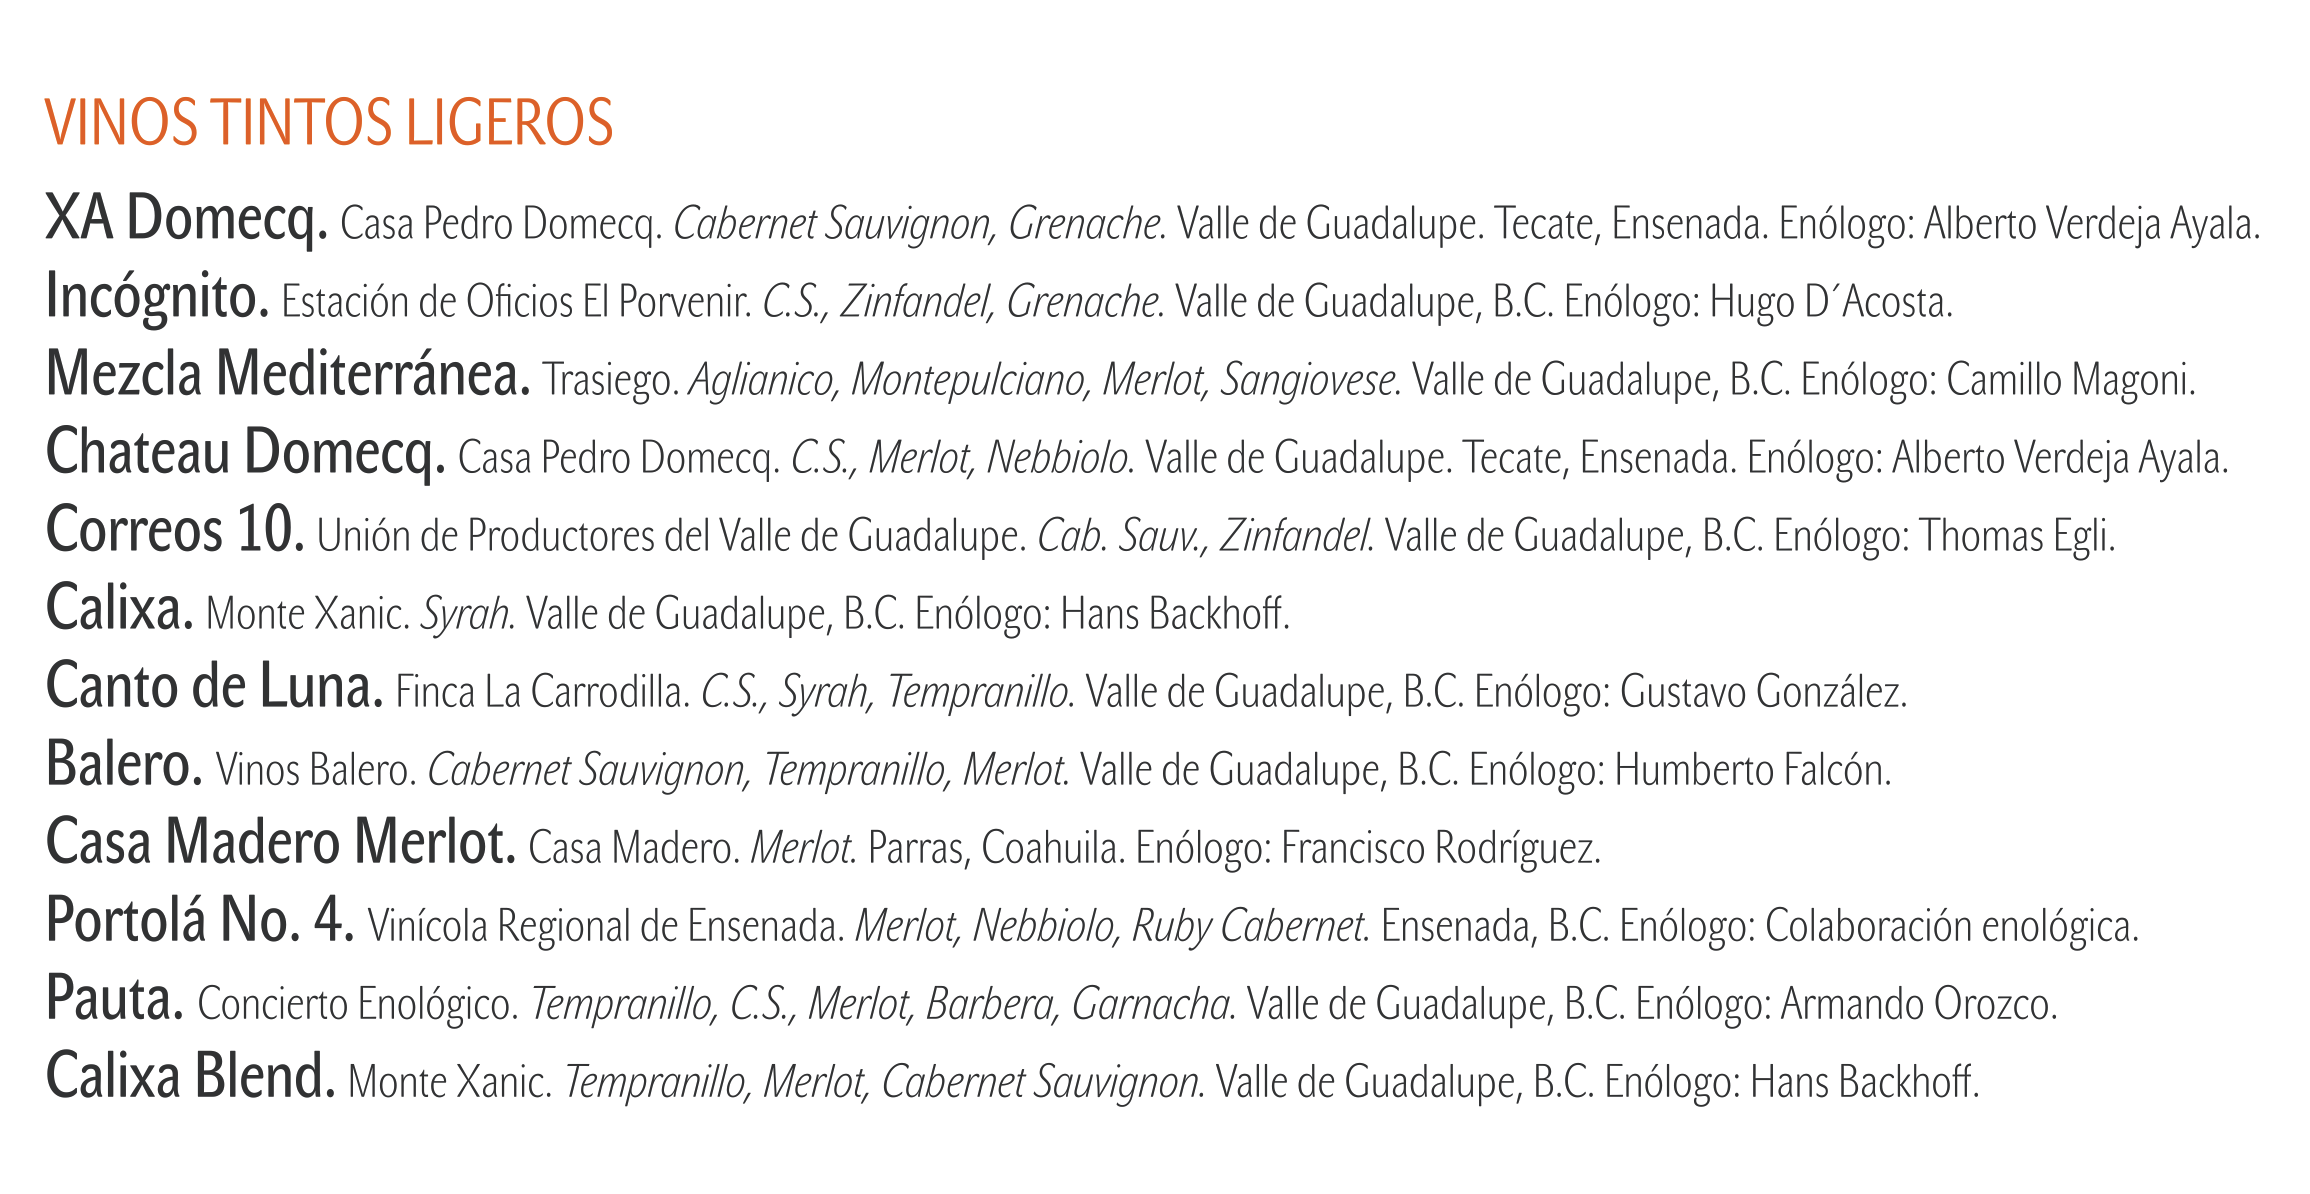 VINOS TINTOS LIGEROS
XA Domecq. Casa Pedro Domecq. Cabernet Sauvignon, Grenache. Valle de Guadalupe. Tecate, Ensenada. Enólogo: Alberto Verdeja Ayala.
Incógnito. Estación de Oficios El Porvenir. C.S., Zinfandel, Grenache. Valle de Guadalupe, B.C. Enólogo: Hugo D´Acosta.
Mezcla Mediterránea. Trasiego. Aglianico, Montepulciano, Merlot, Sangiovese. Valle de Guadalupe, B.C. Enólogo: Camillo Magoni.
Chateau Domecq. Casa Pedro Domecq. C.S., Merlot, Nebbiolo. Valle de Guadalupe. Tecate, Ensenada. Enólogo: Alberto Verdeja Ayala.
Correos 10. Unión de Productores del Valle de Guadalupe. Cab. Sauv., Zinfandel. Valle de Guadalupe, B.C. Enólogo: Thomas Egli.
Calixa. Monte Xanic. Syrah. Valle de Guadalupe, B.C. Enólogo: Hans Backhoff.
Canto de Luna. Finca La Carrodilla. C.S., Syrah, Tempranillo. Valle de Guadalupe, B.C. Enólogo: Gustavo González.
Balero. Vinos Balero. Cabernet Sauvignon, Tempranillo, Merlot. Valle de Guadalupe, B.C. Enólogo: Humberto Falcón.
Casa Madero Merlot. Casa Madero. Merlot. Parras, Coahuila. Enólogo: Francisco Rodríguez.
Portolá No. 4. Vinícola Regional de Ensenada. Merlot, Nebbiolo, Ruby Cabernet. Ensenada, B.C. Enólogo: Colaboración enológica.
Pauta. Concierto Enológico. Tempranillo, C.S., Merlot, Barbera, Garnacha. Valle de Guadalupe, B.C. Enólogo: Armando Orozco.
Calixa Blend. Monte Xanic. Tempranillo, Merlot, Cabernet Sauvignon. Valle de Guadalupe, B.C. Enólogo: Hans Backhoff.